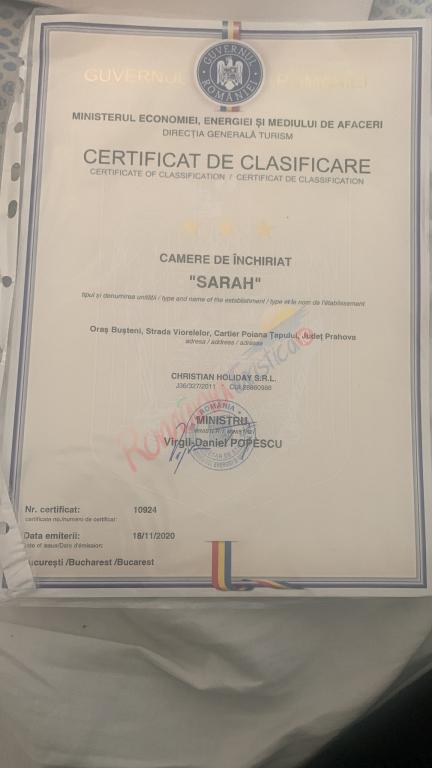 GUVERNUL ROMÂNIEI
GUVERNUL
ROMÂNIEI
MINISTERUL ECONOMIEI, ENERGIEI ȘI MEDIULUI DE AFACERI
DIRECȚIA GENERALĂ TURISM
CERTIFICAT DE CLASIFICARE
CERTIFICATE OF CLASSIFICATION / CERTIFICAT DE CLASSIFICATION
CAMERE DE ÎNCHIRIAT
"SARAH"
tipul și denumirea unității / type and name of the establishment / type et le nom de l'établissement
Oraș Bușteni, Strada Viorelelor, Cartier Poiana Țapului, Județ Prahova
adresa / address / adresse
CHRISTIAN HOLIDAY S.R.L.
J36/327/2011 CUI 28860988
ROMÂNIA
MINISTRU
Virgil-Daniel POPESCU
Nr. certificat: 10924
certificate no./numéro de certificat:
Data emiterii: 18/11/2020
date of issue/Date d'émission:
București /Bucharest /Bucarest